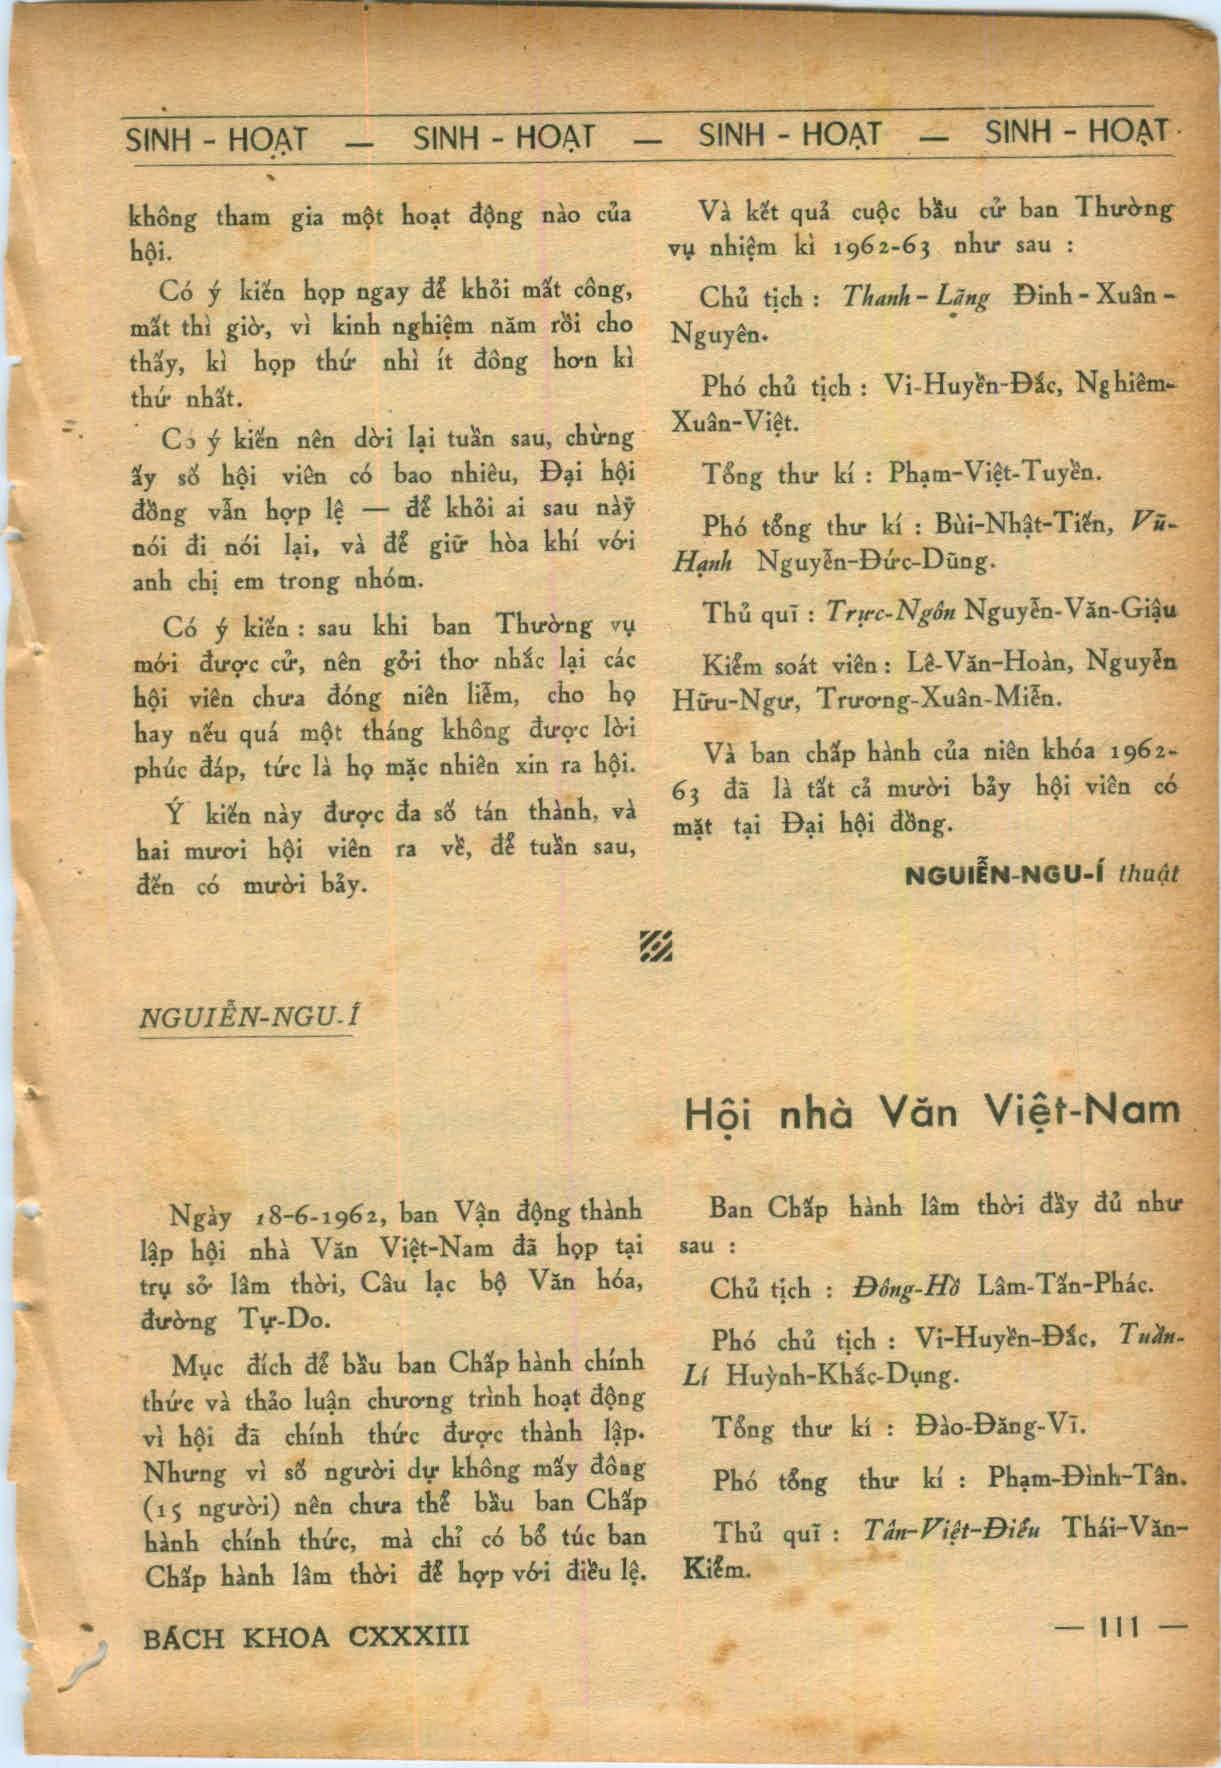 SINH - HOẠT — SINH - HOẠT — SINH - HOẠT — SINH - HOẠT
không tham gia một hoạt động nào của
hội.
Có ý kiến họp ngay để khỏi mất công,
mất thì giờ, vì kinh nghiệm năm rồi cho
thấy, kì họp thứ nhì ít đông hơn kì
thứ nhất.
Có ý kiến nên dời lại tuần sau, chừng
ấy số hội viên có bao nhiêu, Đại hội
đồng vẫn hợp lệ — để khỏi ai sau nàỹ
nói đi nói lại, và để giữ hòa khí với
anh chị em trong nhóm.
Có ý kiến : sau khi ban Thường vụ
mới được cử, nên gởi thơ nhắc lại các
hội viên chưa đóng niên liễm, cho họ
hay nếu quá một tháng không được lời
phúc đáp, tức là họ mặc nhiên xin ra hội.
Ý kiến này được đa số tán thành, và
hai mươi hội viên ra về, để tuần sau,
đến có mười bảy.
Và kết quả cuộc bầu cử ban Thường
vụ nhiệm kì 1962-63 như sau :
Chủ tịch : Thanh-Lãng Đinh-Xuân-
Nguyên.
Phó chủ tịch : Vi-Huyền-Đắc, Nghiêm-
Xuân-Việt.
Tổng thư kí : Phạm-Việt-Tuyền.
Phó tổng thư kí : Bùi-Nhật-Tiến, Vũ-
Hạnh Nguyễn-Đức-Dũng.
Thủ quĩ : Trực-Ngôn Nguyễn-Văn-Giậu
Kiểm soát viên : Lê-Văn-Hoàn, Nguyễn
Hữu-Ngư, Trương-Xuân-Miễn.
Và ban chấp hành của niên khóa 1962-
63 đã là tất cả mười bảy hội viên có
mặt tại Đại hội đồng.
NGUIỄN-NGU-Í thuật
NGUIỄN-NGU-Í
Hội nhà Văn Việt-Nam
Ngày 18-6-1962, ban Vận động thành
lập hội nhà Văn Việt-Nam đã họp tại
trụ sở lâm thời, Câu lạc bộ Văn hóa,
đường Tự-Do.
Mục đích để bầu ban Chấp hành chính
thức và thảo luận chương trình hoạt động
vì hội đã chính thức được thành lập.
Nhưng vì số người dự không mấy đông
(15 người) nên chưa thể bầu ban Chấp
hành chính thức, mà chỉ có bổ túc ban
Chấp hành lâm thời để hợp với điều lệ.
Ban Chấp hành lâm thời đầy đủ như
sau :
Chủ tịch : Đông-Hồ Lâm-Tấn-Phác.
Phó chủ tịch : Vi-Huyền-Đắc, Tuần-
Lí Huỳnh-Khắc-Dụng.
Tổng thư kí : Đào-Đăng-Vĩ.
Phó tổng thư kí : Phạm-Đình-Tân.
Thủ quĩ : Tân-Việt-Điểu Thái-Văn-
Kiểm.
BÁCH KHOA CXXXIII
— 111 —